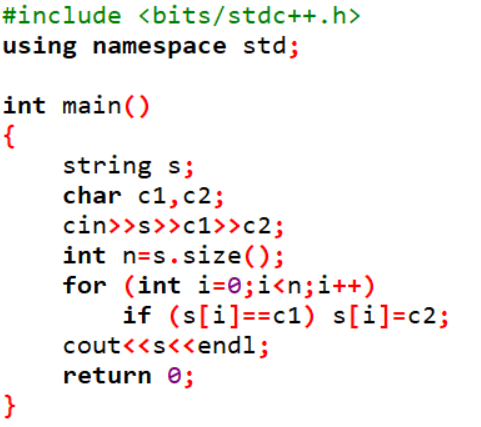 #include <bits/stdc++.h>
using namespace std;

int main()
{
    string s;
    char c1,c2;
    cin>>s>>c1>>c2;
    int n=s.size();
    for (int i=0;i<n;i++)
        if (s[i]==c1) s[i]=c2;
    cout<<s<<endl;
    return 0;
}